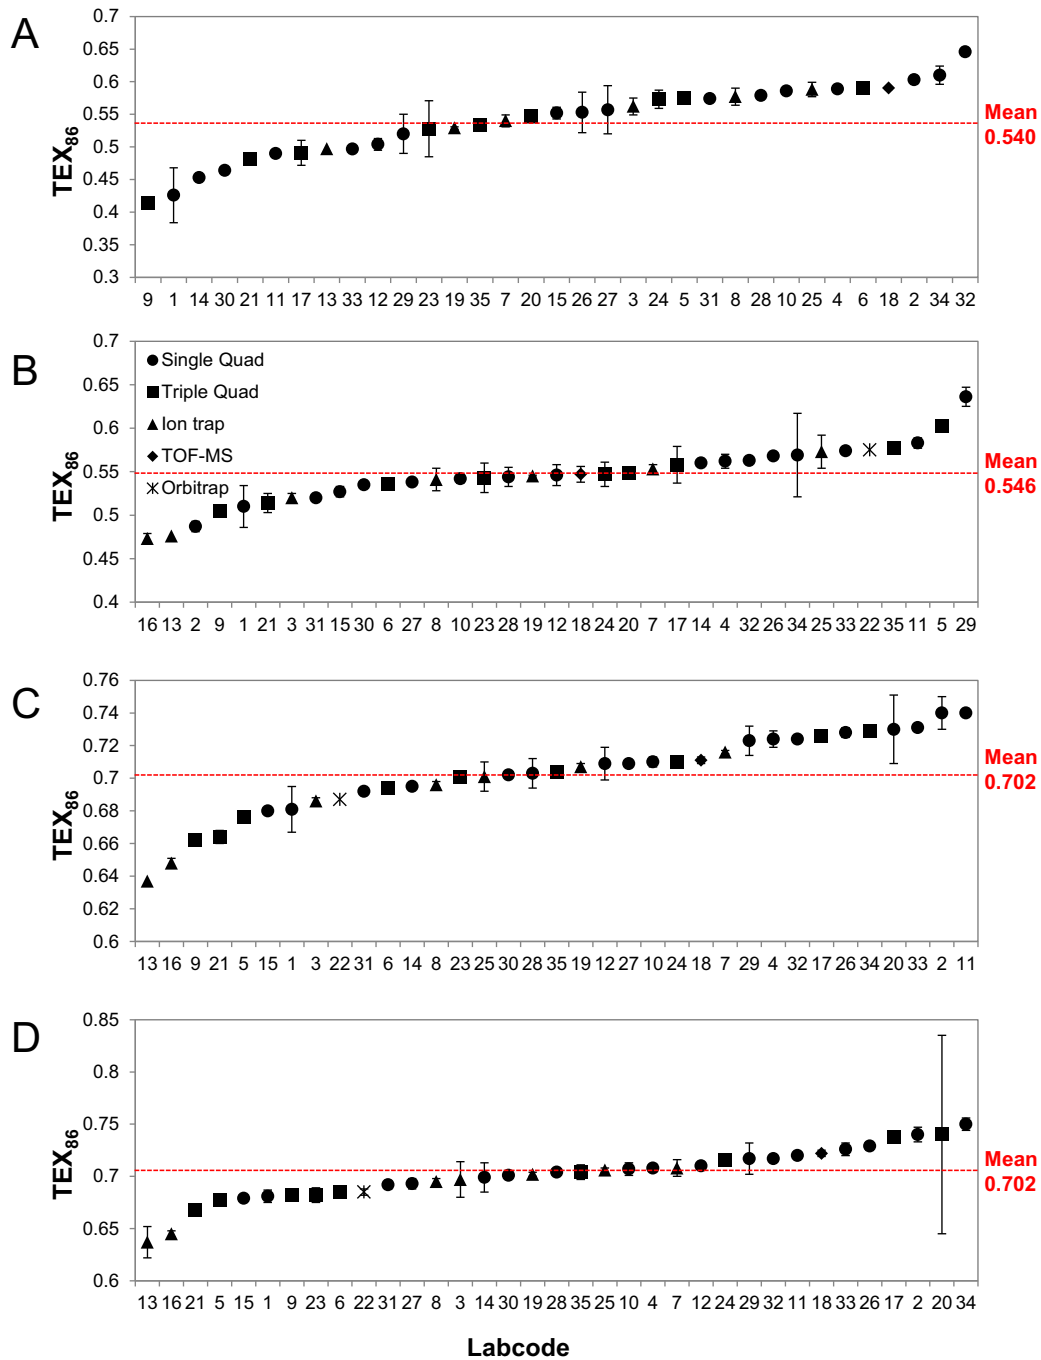 A
0.7
0.65
0.6
0.55
0.5
0.45
0.4
0.35
0.3
TEX86
Mean
0.540
9 1 14 30 21 11 17 13 33 12 29 23 19 35 7 20 15 26 27 3 24 5 31 8 28 10 25 4 6 18 2 34 32
B
0.7
0.65
0.6
0.55
0.5
0.45
0.4
TEX86
Single Quad
Triple Quad
Ion trap
TOF-MS
Orbitrap
Mean
0.546
16 13 2 9 1 21 3 31 15 30 6 27 8 10 23 28 19 12 18 24 20 7 17 14 4 32 26 34 25 33 22 35 11 5 29
C
0.76
0.74
0.72
0.7
0.68
0.66
0.64
0.62
0.6
TEX86
Mean
0.702
13 16 9 21 5 15 1 3 22 31 6 14 8 23 25 30 28 35 19 12 27 10 24 18 7 29 4 32 17 26 34 20 33 2 11
D
0.85
0.8
0.75
0.7
0.65
0.6
TEX86
Mean
0.702
13 16 21 5 15 1 9 23 6 22 31 27 8 3 14 30 19 28 35 25 10 4 7 12 24 29 32 11 18 33 26 17 2 20 34
Labcode